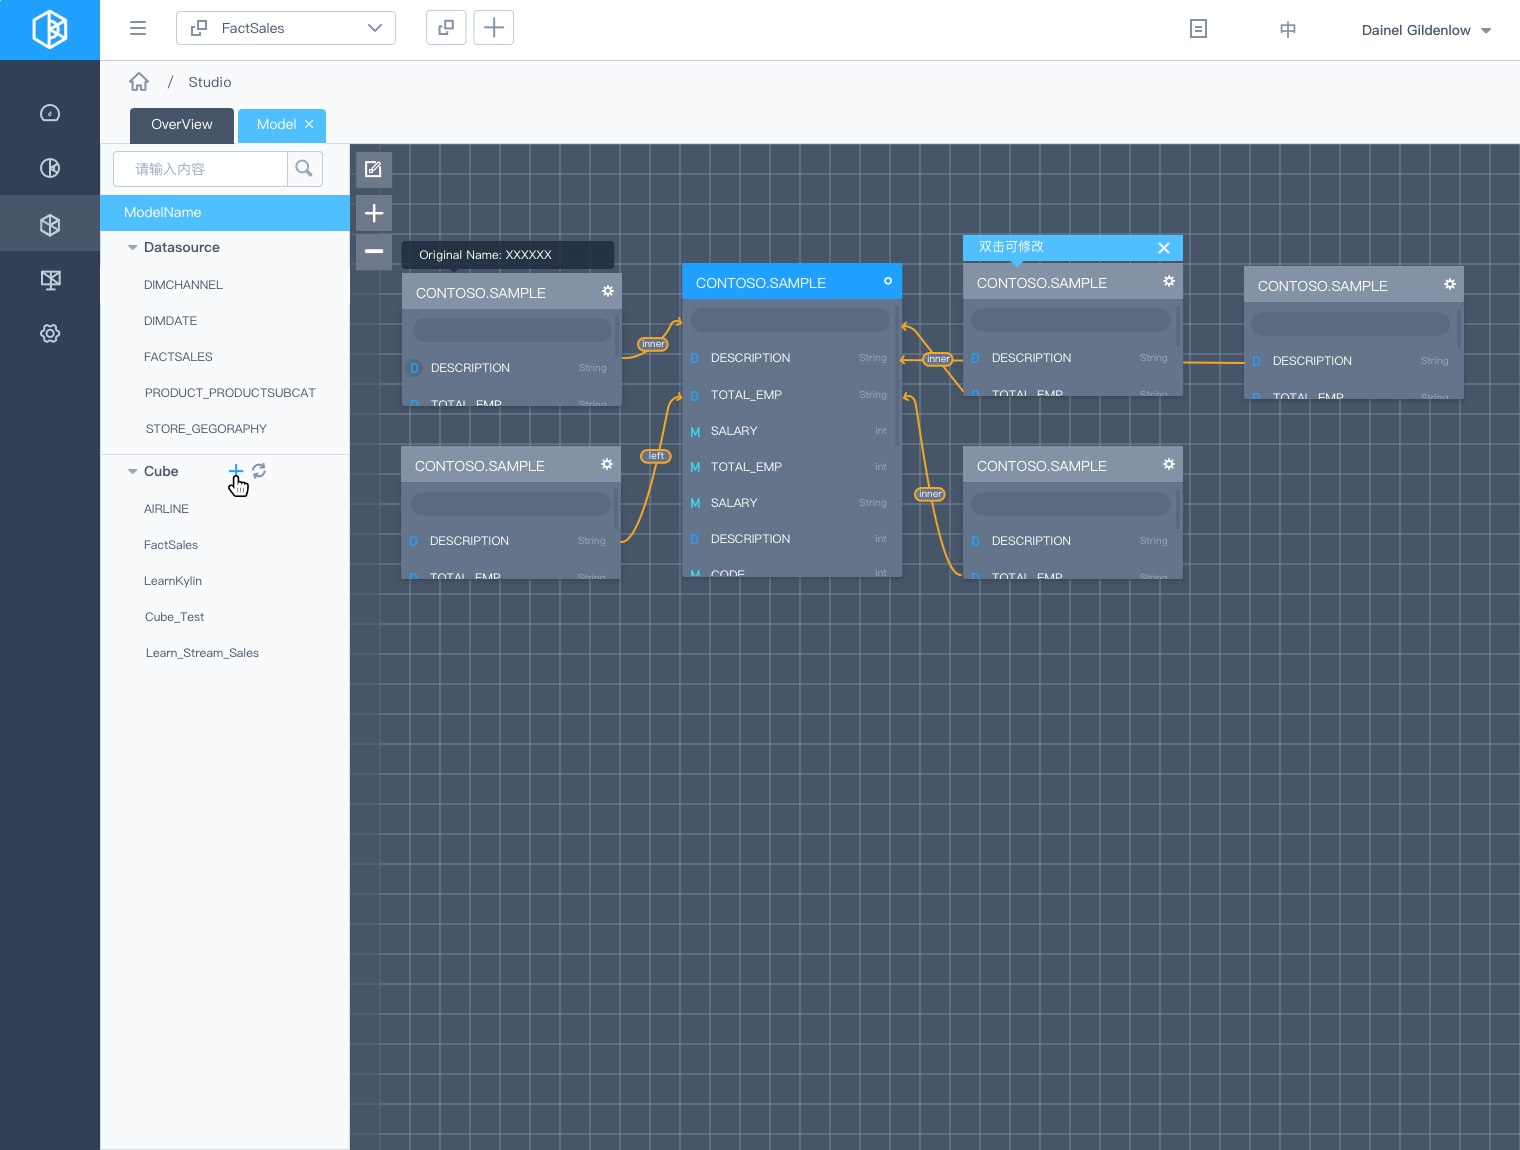 FactSales
中
Dainel Gildenlow
/ Studio
OverView
Model
请输入内容
ModelName
Datasource
DIMCHANNEL
DIMDATE
FACTSALES
PRODUCT_PRODUCTSUBCAT
STORE_GEGORAPHY
Cube
AIRLINE
FactSales
LearnKylin
Cube_Test
Learn_Stream_Sales
Original Name: XXXXXX
CONTOSO.SAMPLE
D DESCRIPTION String
D TOTAL_EMP String
inner
CONTOSO.SAMPLE
D DESCRIPTION String
D TOTAL_EMP String
left
CONTOSO.SAMPLE
D DESCRIPTION String
D TOTAL_EMP String
M SALARY int
M TOTAL_EMP int
M SALARY String
D DESCRIPTION int
M CODE int
inner
inner
双击可修改
CONTOSO.SAMPLE
D DESCRIPTION String
D TOTAL_EMP String
CONTOSO.SAMPLE
D DESCRIPTION String
D TOTAL_EMP String
CONTOSO.SAMPLE
D DESCRIPTION String
D TOTAL_EMP String